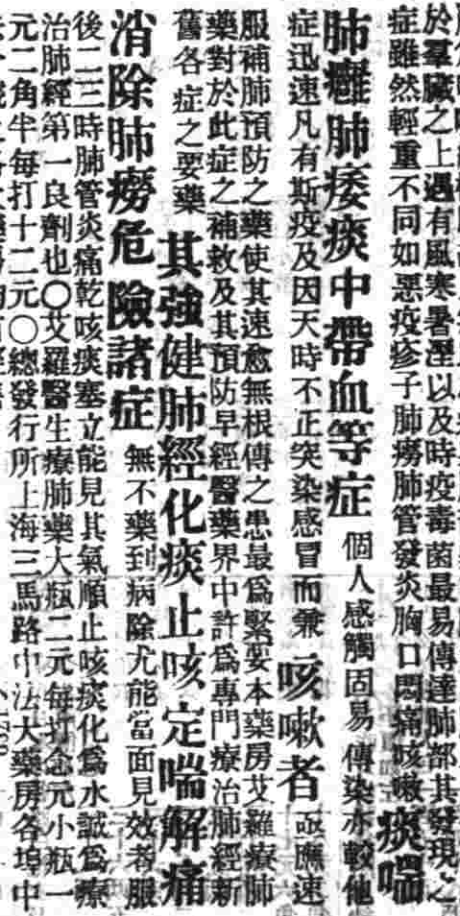 於羣臟之上遇有風寒暑溼以及時疫毒菌最易傳達肺部其發現之
症雖然輕重不同如惡疫疹子肺癆肺管發炎胸口悶痛咳嗽痰喘
肺癰肺痿痰中帶血等症個人感觸固易傳染亦較他
症迅速凡有斯疫及因天時不正突染感冒而兼咳嗽者亟應速
服補肺預防之藥使其速愈無根傳之患最爲緊要本藥房艾羅療肺
藥對於此症之補救及其預防早經醫藥界中許爲專門療治肺經新
舊各症之要藥其強健肺經化痰止咳定喘解痛
消除肺癆危險諸症無不藥到病除尤能當面見效者服
後二三時肺管炎痛乾咳痰塞立能見其氣順止咳痰化爲水誠爲療
治肺經第一良劑也〇艾羅醫生療肺藥大瓶二元每打念元小瓶一
元二角半每打十二元〇總發行所上海三馬路中法大藥房各埠中